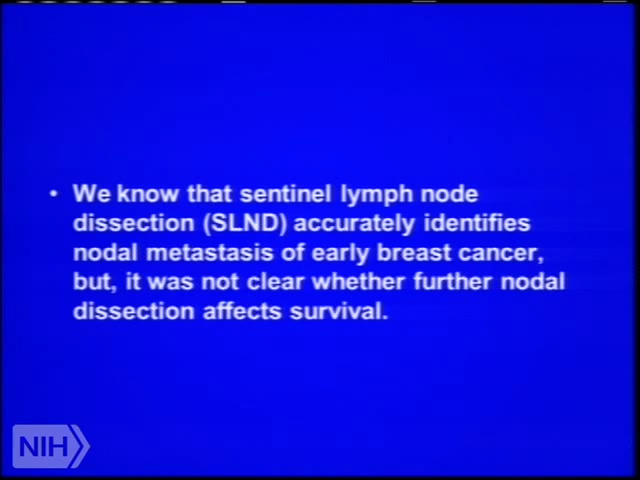 • We know that sentinel lymph node
dissection (SLND) accurately identifies
nodal metastasis of early breast cancer,
but, it was not clear whether further nodal
dissection affects survival.
NIH